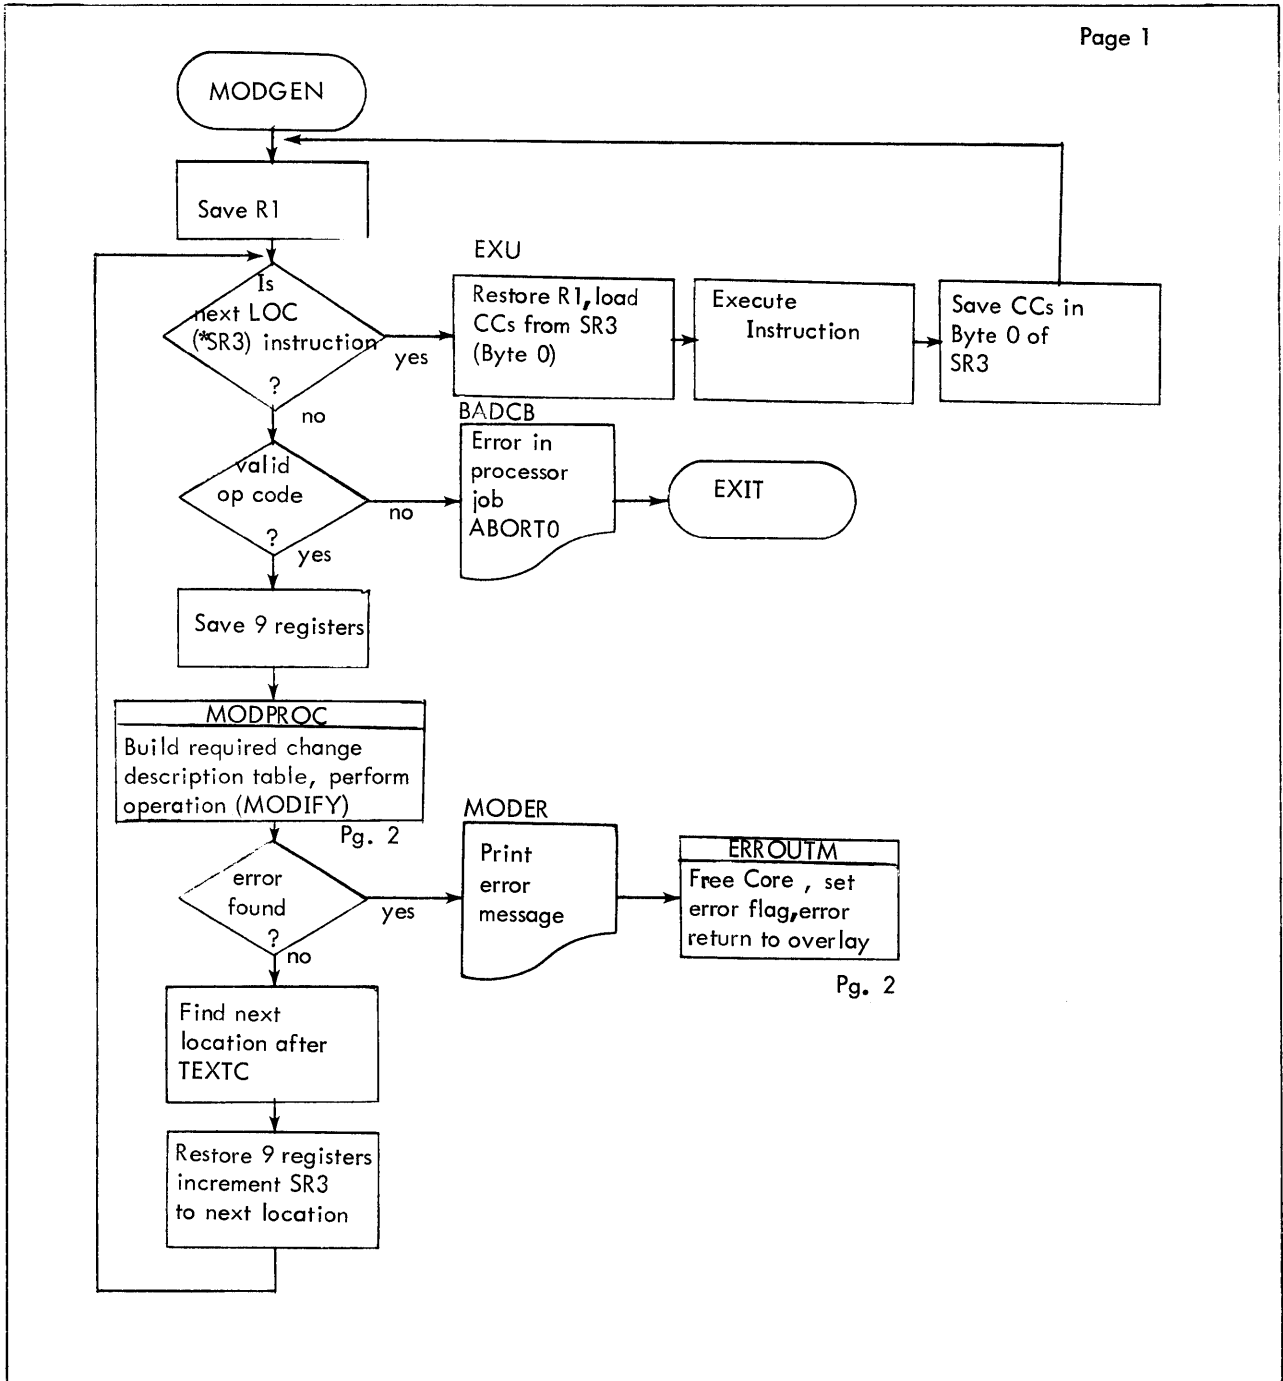 Page 1
MODGEN
Save R1
Is
next LOC
(*SR3) instruction
?
yes
no
EXU
Restore R1, load
CCs from SR3
(Byte 0)
Execute
Instruction
Save CCs in
Byte 0 of
SR3
valid
op code
?
no
yes
BADCB
Error in
processor
job
ABORT0
EXIT
Save 9 registers
MODPROC
Build required change
description table, perform
operation (MODIFY)
Pg. 2
error
found
?
yes
no
MODER
Print
error
message
ERROUTM
Free Core , set
error flag, error
return to overlay
Pg. 2
Find next
location after
TEXTC
Restore 9 registers
increment SR3
to next location